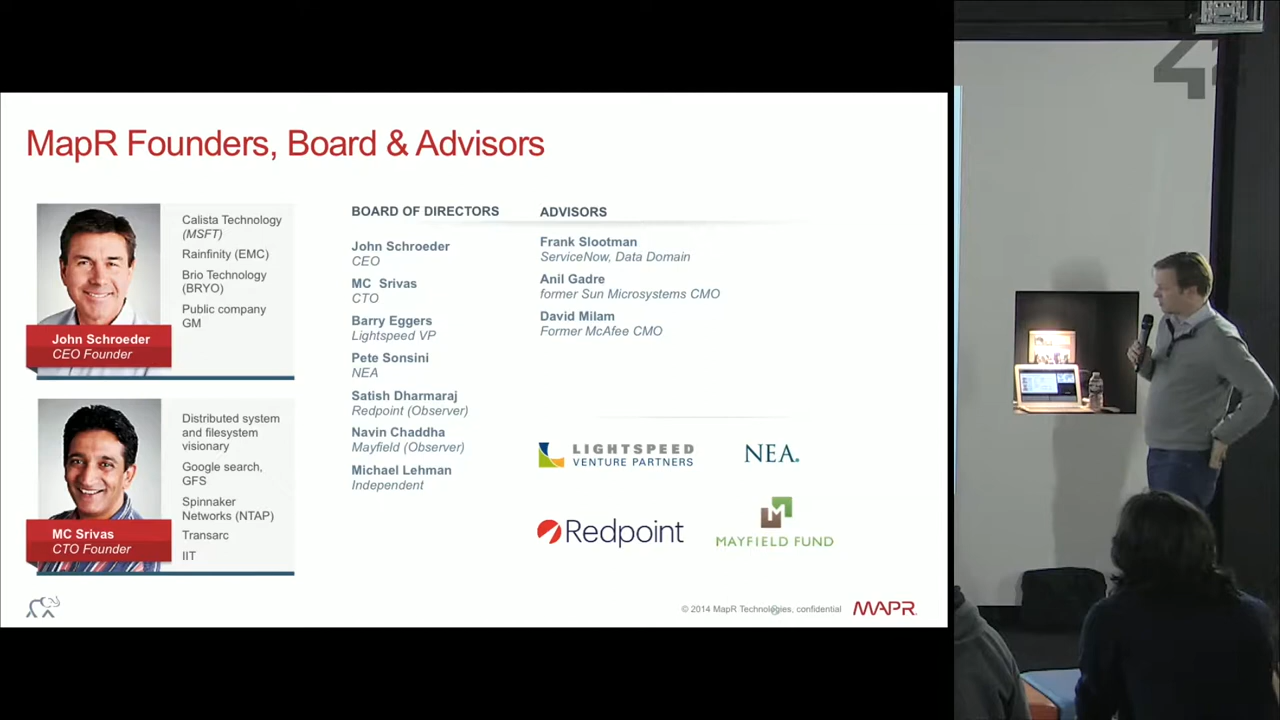 MapR Founders, Board & Advisors
Calista Technology
(MSFT)
Rainfinity (EMC)
Brio Technology
(BRYO)
Public company
GM
John Schroeder
CEO Founder
Distributed system
and filesystem
visionary
Google search,
GFS
Spinnaker
Networks (NTAP)
Transarc
IIT
MC Srivas
CTO Founder
BOARD OF DIRECTORS
John Schroeder
CEO
MC Srivas
CTO
Barry Eggers
Lightspeed VP
Pete Sonsini
NEA
Satish Dharmaraj
Redpoint (Observer)
Navin Chaddha
Mayfield (Observer)
Michael Lehman
Independent
ADVISORS
Frank Slootman
ServiceNow, Data Domain
Anil Gadre
former Sun Microsystems CMO
David Milam
Former McAfee CMO
LIGHTSPEED
VENTURE PARTNERS
NEA.
Redpoint
M
MAYFIELD FUND
© 2014 MapR Technologies, confidential
MAPR
42